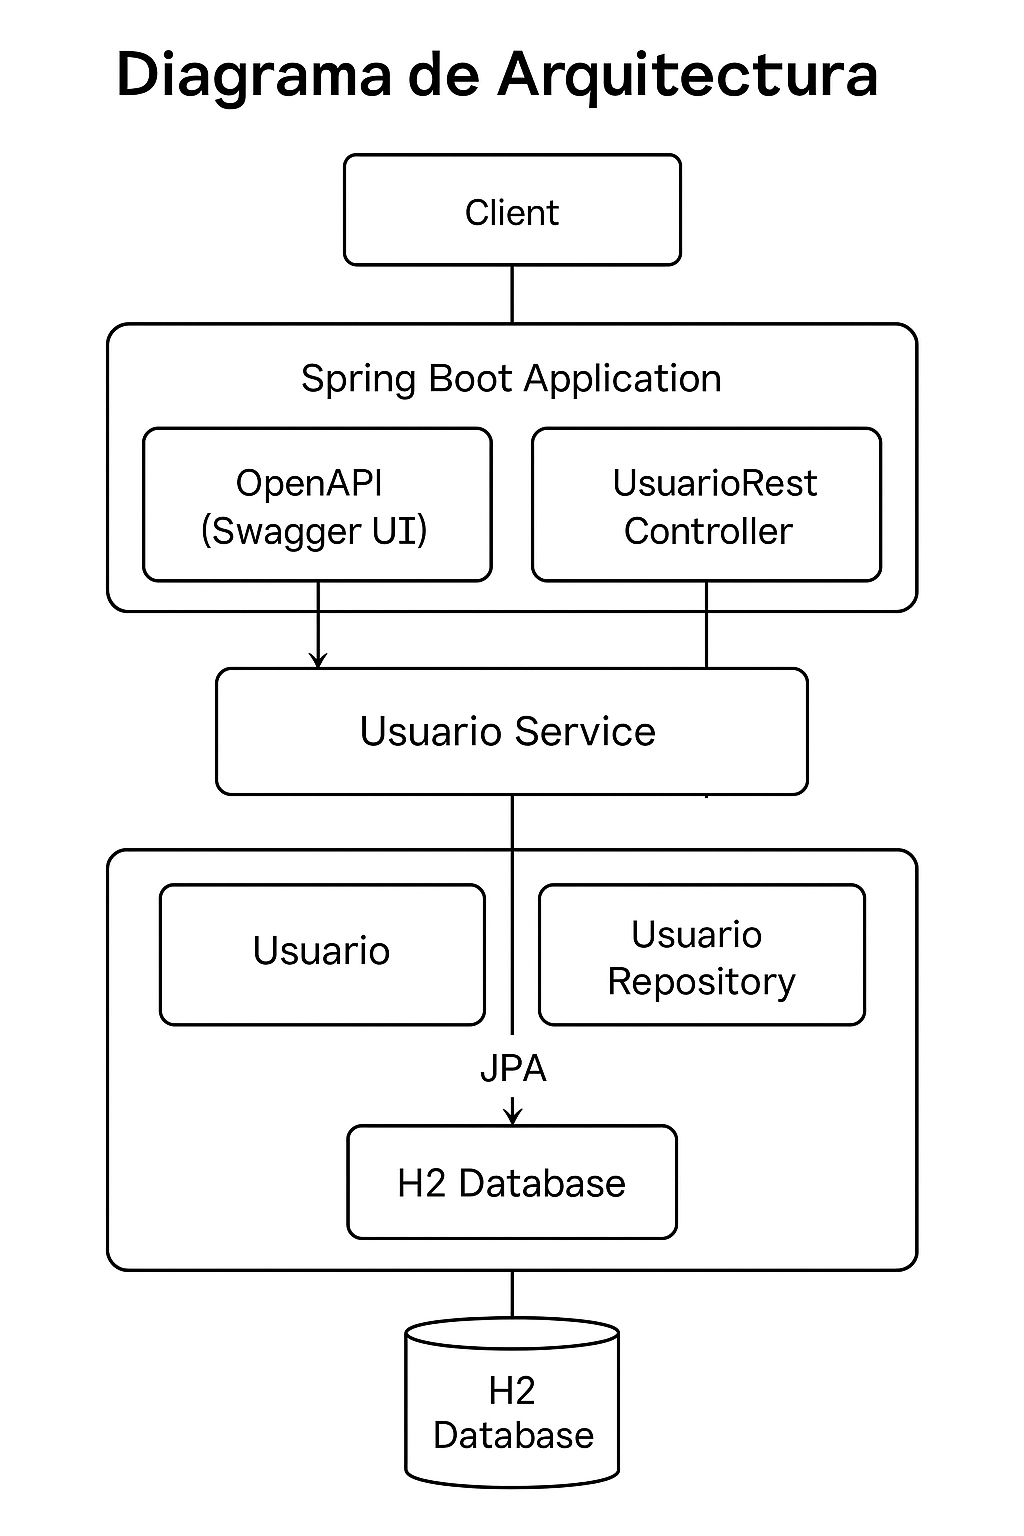 Diagrama de Arquitectura
Client
Spring Boot Application
OpenAPI
(Swagger UI)
UsuarioRest
Controller
Usuario Service
Usuario
Usuario
Repository
JPA
H2 Database
H2
Database